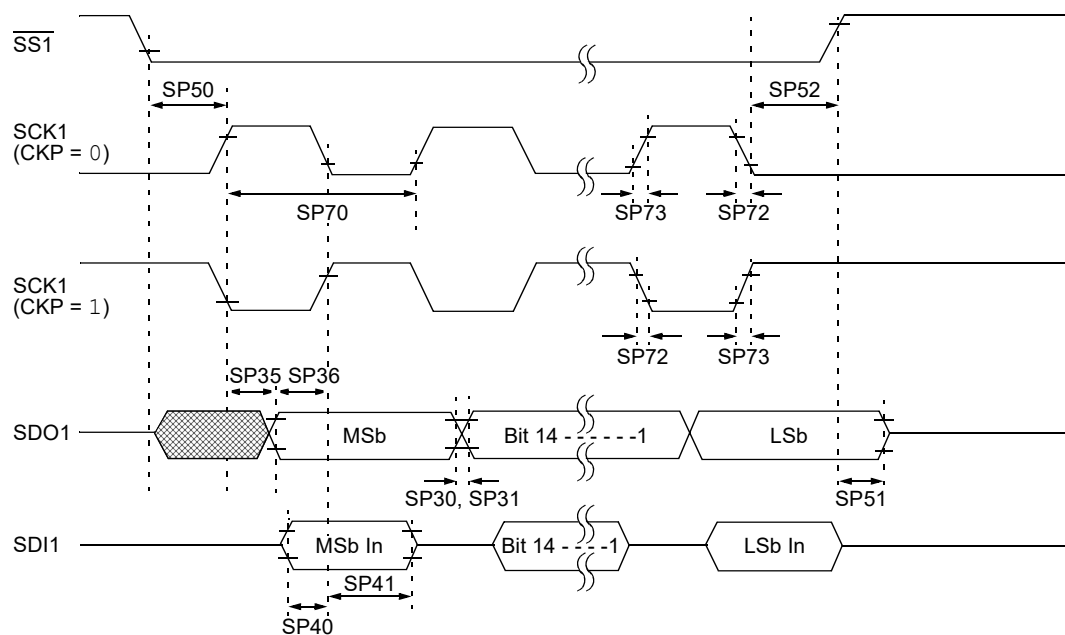 SS1
SP50
SP52
SCK1
(CKP = 0)
SP70
SP73
SP72
SCK1
(CKP = 1)
SP72
SP73
SP35
SP36
SDO1
MSb
Bit 14 - - - - - -1
LSb
SP30, SP31
SP51
SDI1
MSb In
Bit 14 - - - -1
LSb In
SP41
SP40